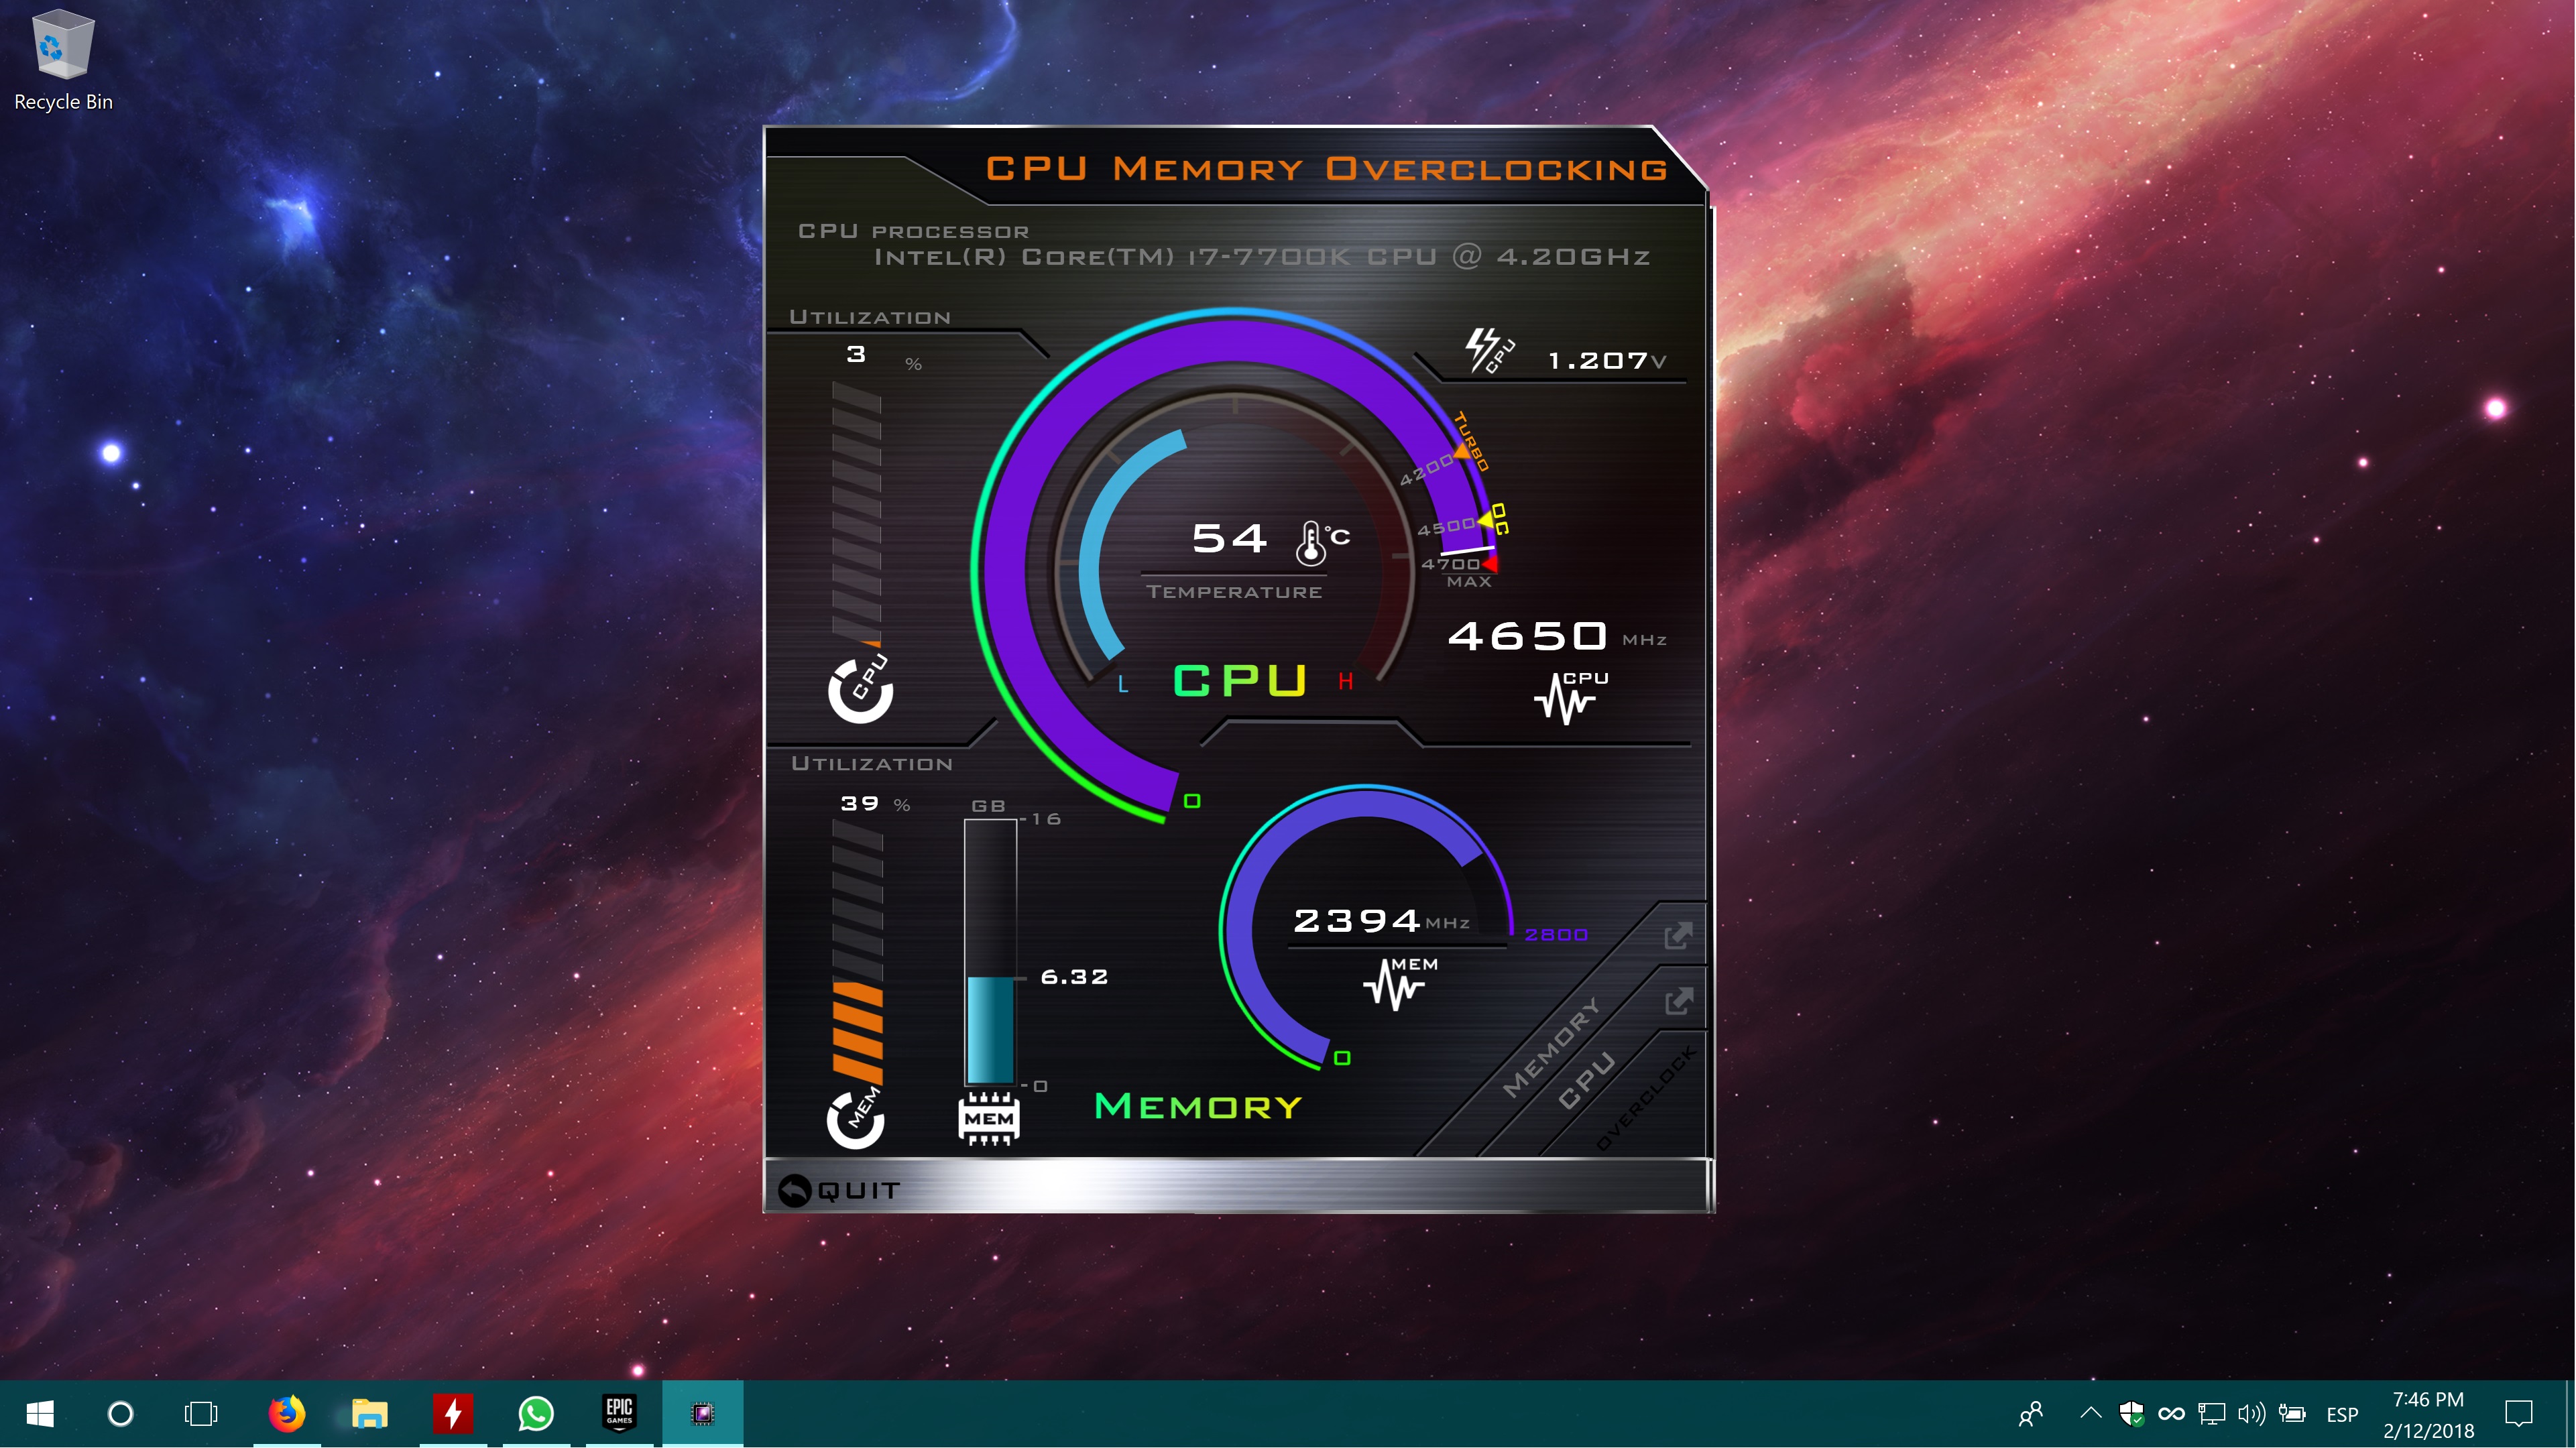 Recycle Bin
CPU Memory Overclocking
CPU processor
Intel(R) Core(TM) i7-7700K CPU @ 4.20GHz
Utilization
3 %
CPU
1.207V
CPU
Turbo
4200
OC
4500
4700
MAX
54 °C
Temperature
L
CPU
H
4650 MHz
CPU
0
Utilization
39 %
GB
16
6.32
0
MEM
MEM
2394 MHz
MEM
2800
0
Memory
Memory
CPU
Overclock
QUIT
EPIC
GAMES
ESP
7:46 PM
2/12/2018